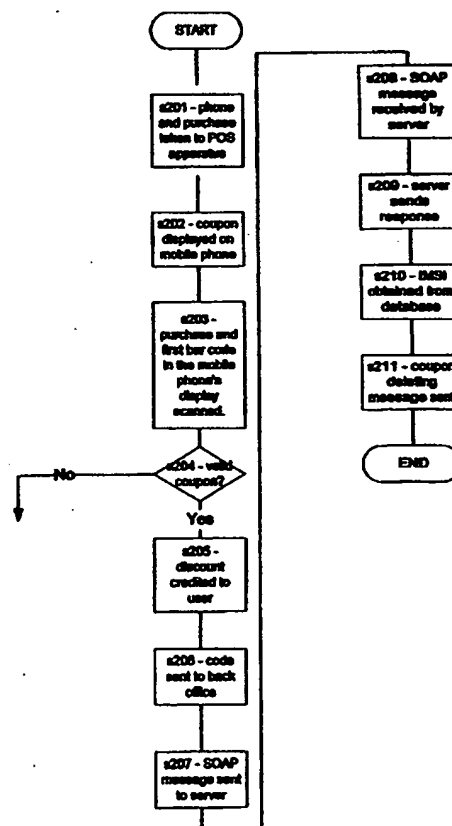 START
s201 - phone
and purchase
taken to POS
apparatus
s202 - coupon
displayed on
mobile phone
s203 -
purchase and
first bar code
in the mobile
phone's
display
scanned.
s204 - valid
coupon?
No
Yes
s205 -
discount
credited to
user
s206 - code
sent to back
office
s207 - SOAP
message sent
to server
s208 - SOAP
message
received by
server
s209 - server
sends
response
s210 - IMSI
obtained from
database
s211 - coupon
deleting
message sent
END